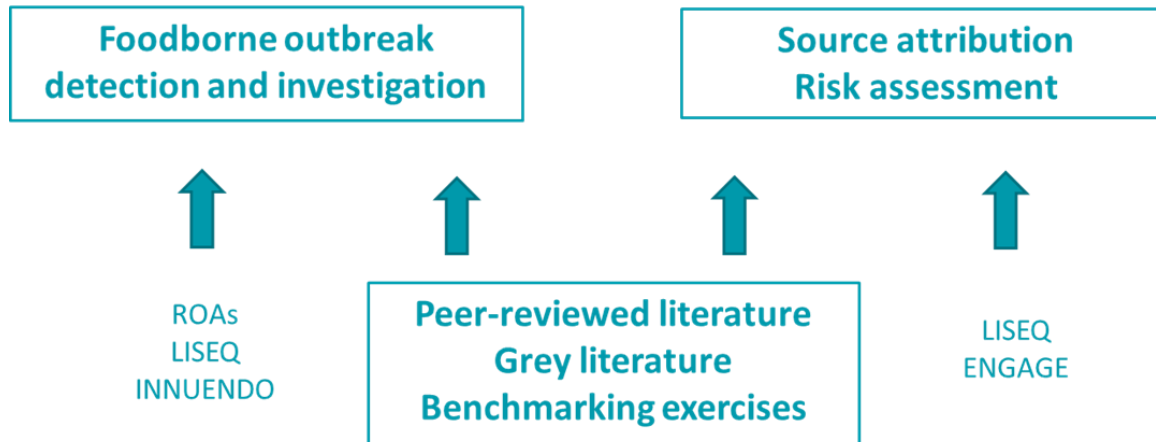 Foodborne outbreak
detection and investigation
Source attribution
Risk assessment
ROAs
LISEQ
INNUENDO
Peer-reviewed literature
Grey literature
Benchmarking exercises
LISEQ
ENGAGE